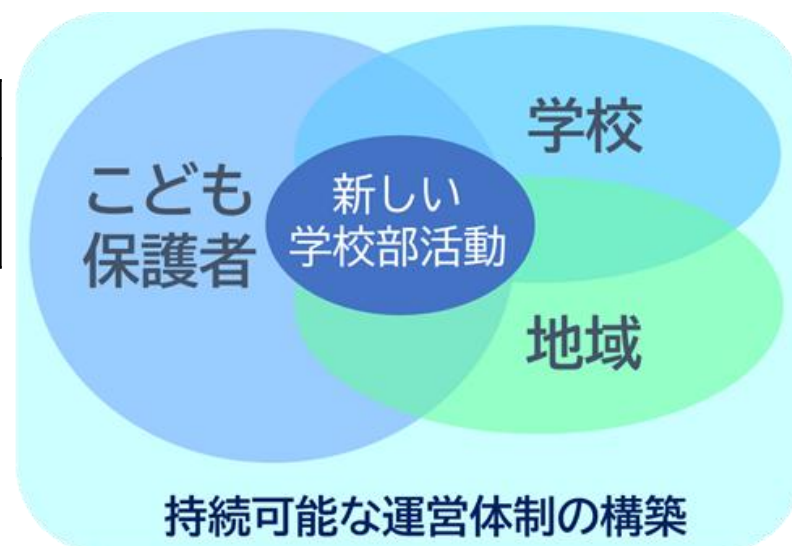 学校
こども
保護者
新しい
学校部活動
地域
持続可能な運営体制の構築